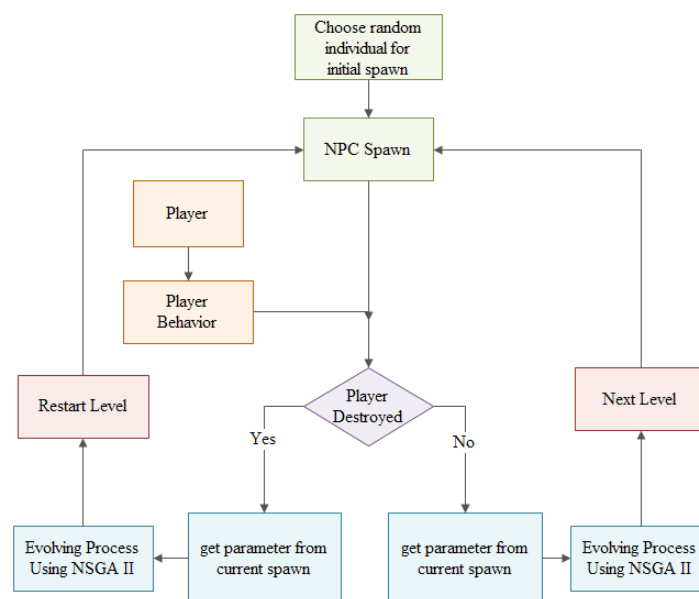 Choose random
individual for
initial spawn
NPC Spawn
Player
Player
Behavior
Restart Level
Player
Destroyed
Next Level
Yes
No
Evolving Process
Using NSGA II
get parameter from
current spawn
get parameter from
current spawn
Evolving Process
Using NSGA II